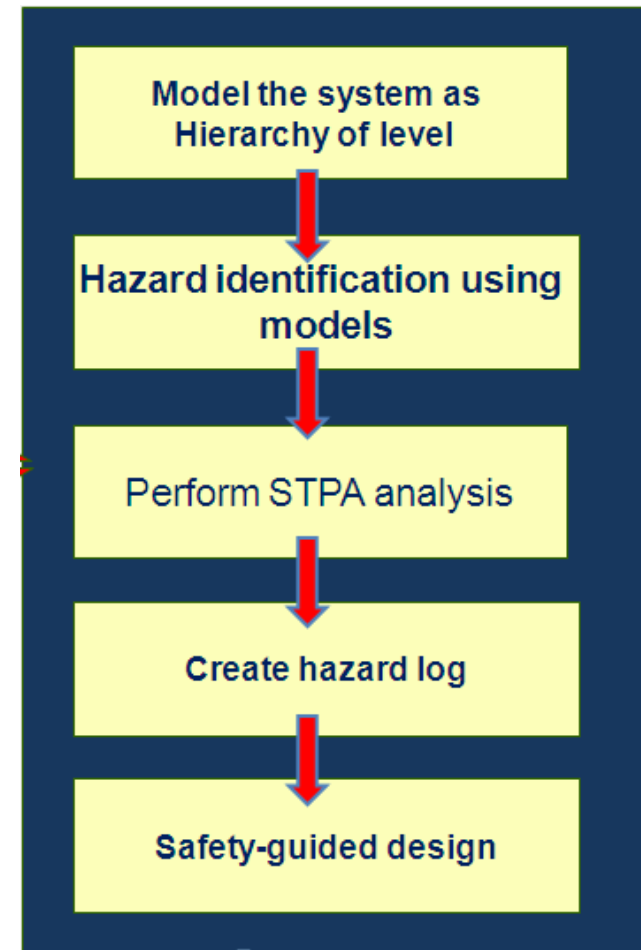 Model the system as
Hierarchy of level
Hazard identification using
models
Perform STPA analysis
Create hazard log
Safety-guided design